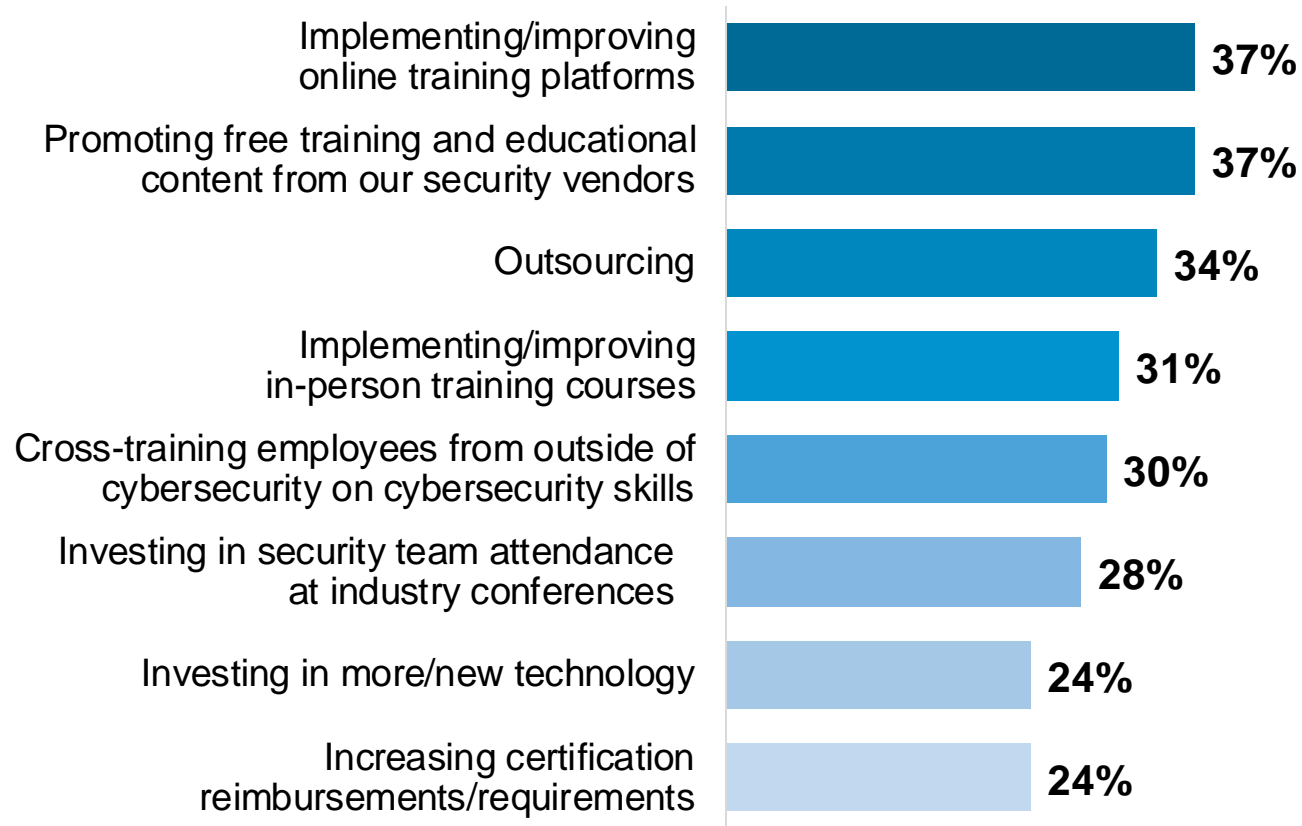 Implementing/improving
online training platforms
37%
Promoting free training and educational
content from our security vendors
37%
Outsourcing
34%
Implementing/improving
in-person training courses
31%
Cross-training employees from outside of
cybersecurity on cybersecurity skills
30%
Investing in security team attendance
at industry conferences
28%
Investing in more/new technology
24%
Increasing certification
reimbursements/requirements
24%